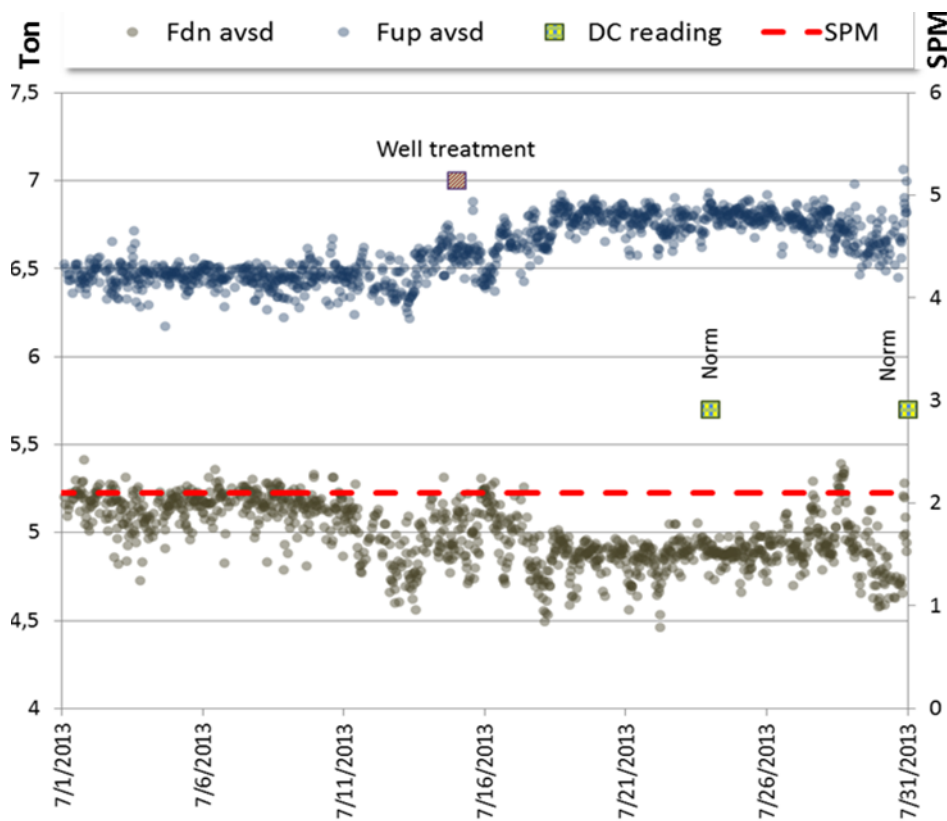 Ton
Fdn avsd
Fup avsd
DC reading
SPM
SPM
7,5
7
6,5
6
5,5
5
4,5
4
6
5
4
3
2
1
0
Well treatment
Norm
Norm
7/1/2013
7/6/2013
7/11/2013
7/16/2013
7/21/2013
7/26/2013
7/31/2013